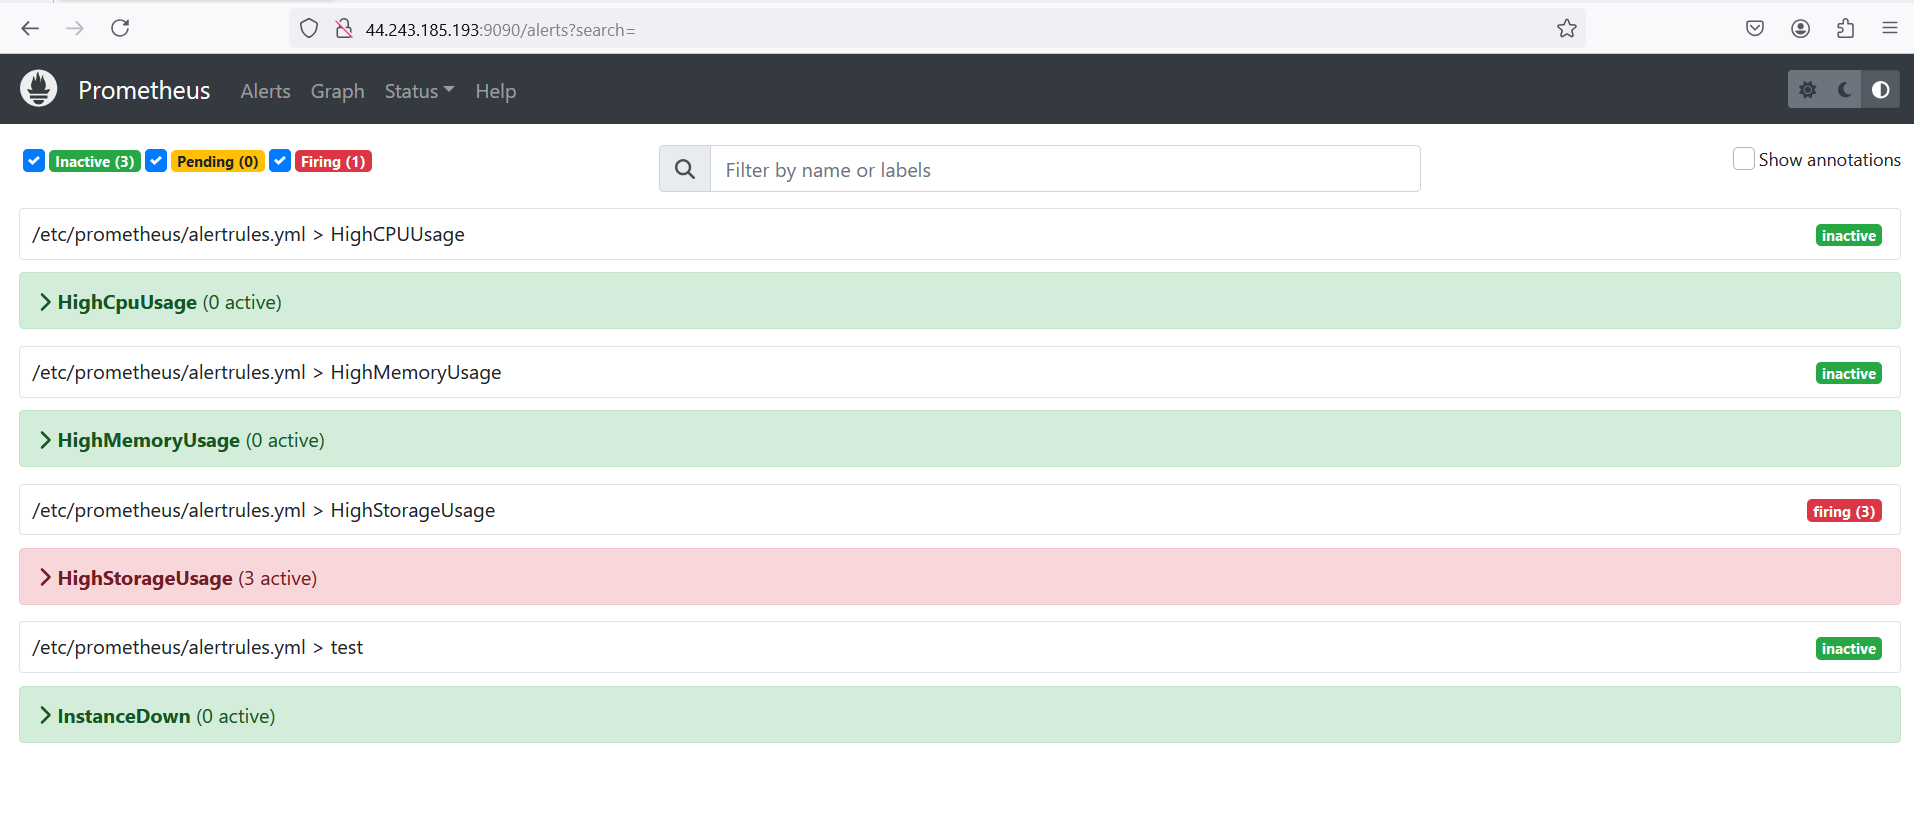 44.243.185.193:9090/alerts?search=
Prometheus Alerts Graph Status Help
Inactive (3) Pending (0) Firing (1) Filter by name or labels Show annotations
/etc/prometheus/alertrules.yml > HighCPUUsage inactive
HighCpuUsage (0 active)
/etc/prometheus/alertrules.yml > HighMemoryUsage inactive
HighMemoryUsage (0 active)
/etc/prometheus/alertrules.yml > HighStorageUsage firing (3)
HighStorageUsage (3 active)
/etc/prometheus/alertrules.yml > test inactive
InstanceDown (0 active)